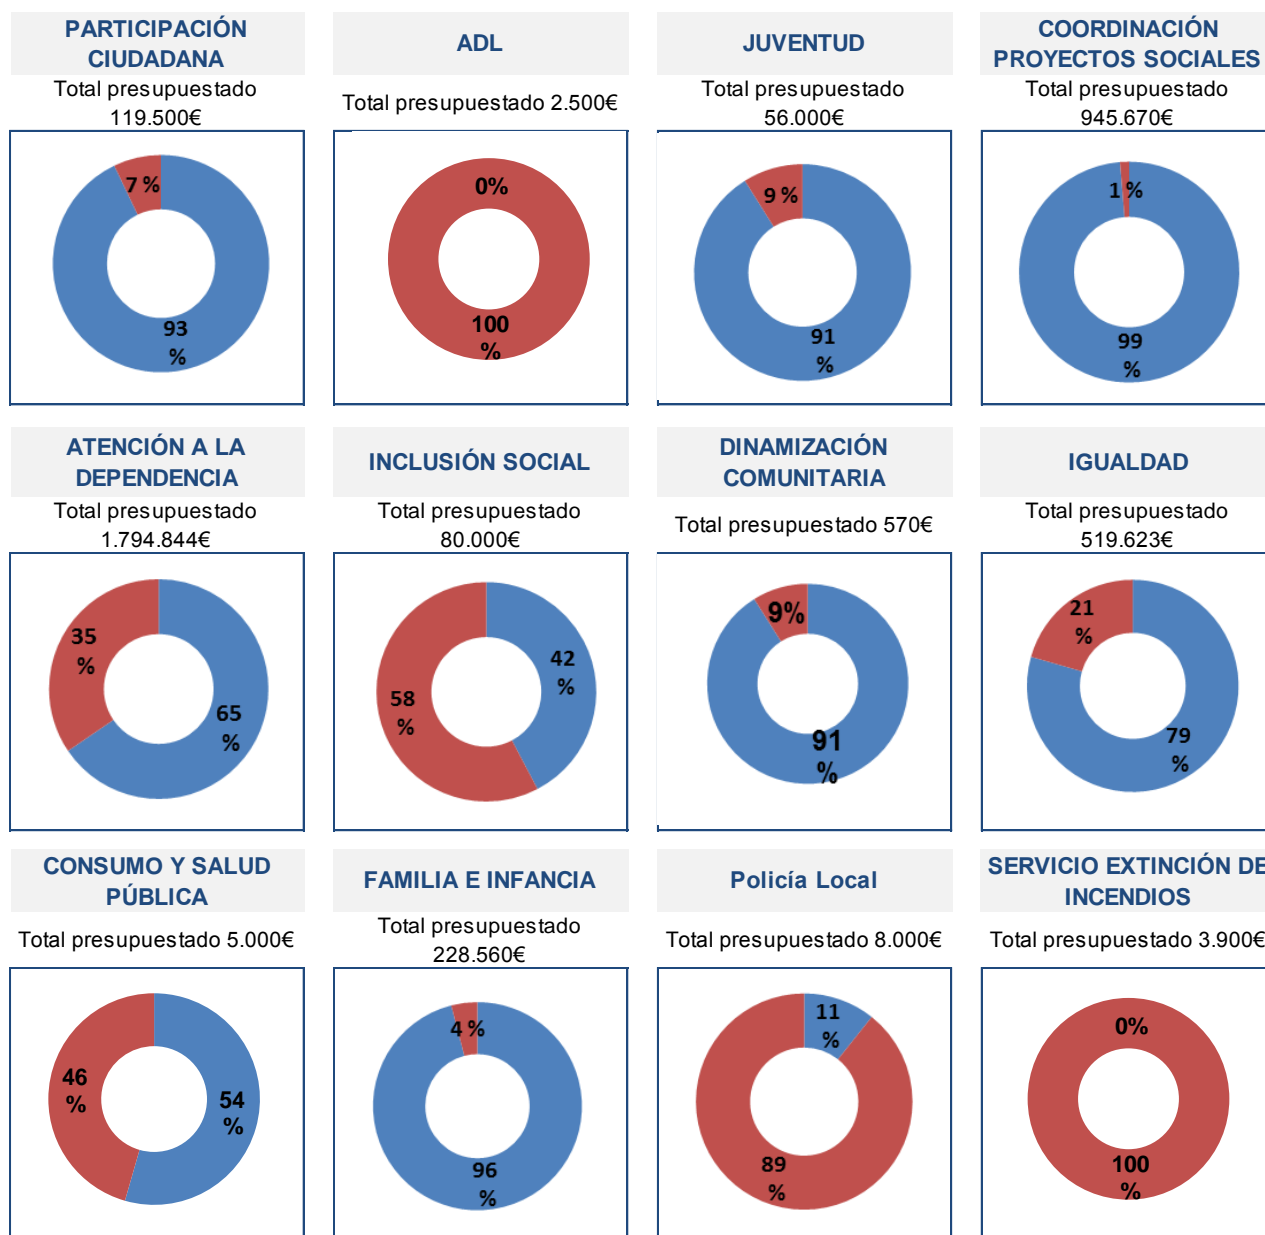 PARTICIPACIÓN
CIUDADANA
Total presupuestado
119.500€
7 %
93
%
ADL
Total presupuestado 2.500€
0%
100
%
JUVENTUD
Total presupuestado
56.000€
9 %
91
%
COORDINACIÓN
PROYECTOS SOCIALES
Total presupuestado
945.670€
1 %
99
%
ATENCIÓN A LA
DEPENDENCIA
Total presupuestado
1.794.844€
35
%
65
%
INCLUSIÓN SOCIAL
Total presupuestado
80.000€
42
%
58
%
DINAMIZACIÓN
COMUNITARIA
Total presupuestado 570€
9%
91
%
IGUALDAD
Total presupuestado
519.623€
21
%
79
%
CONSUMO Y SALUD
PÚBLICA
Total presupuestado 5.000€
46
%
54
%
FAMILIA E INFANCIA
Total presupuestado
228.560€
4 %
96
%
Policía Local
Total presupuestado 8.000€
11
%
89
%
SERVICIO EXTINCIÓN DE
INCENDIOS
Total presupuestado 3.900€
0%
100
%